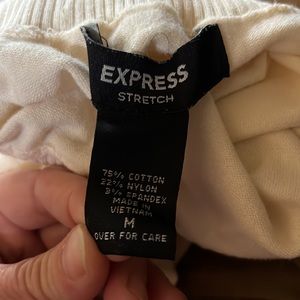 EXPRESS
STRETCH
75% COTTON
22% NYLON
3% SPANDEX
MADE IN
VIETNAM
M
OVER FOR CARE